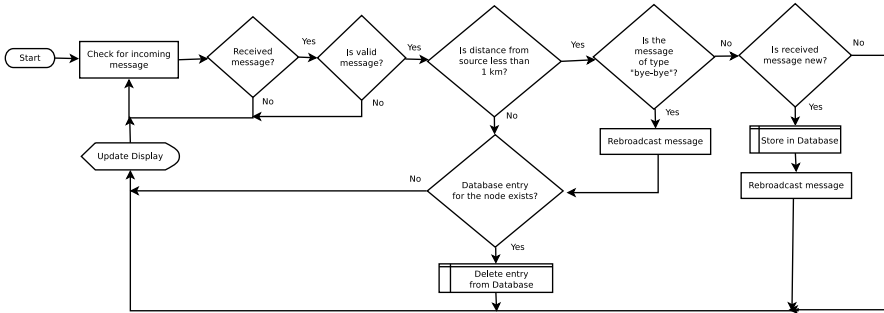 Start
Check for incoming
message
Received
message?
Yes
No
Is valid
message?
Yes
No
Is distance from
source less than
1 km?
Yes
No
Is the
message
of type
"bye-bye"?
No
Yes
Is received
message new?
No
Yes
Rebroadcast message
Store in Database
Rebroadcast message
Update Display
No
Database entry
for the node exists?
Yes
Delete entry
from Database